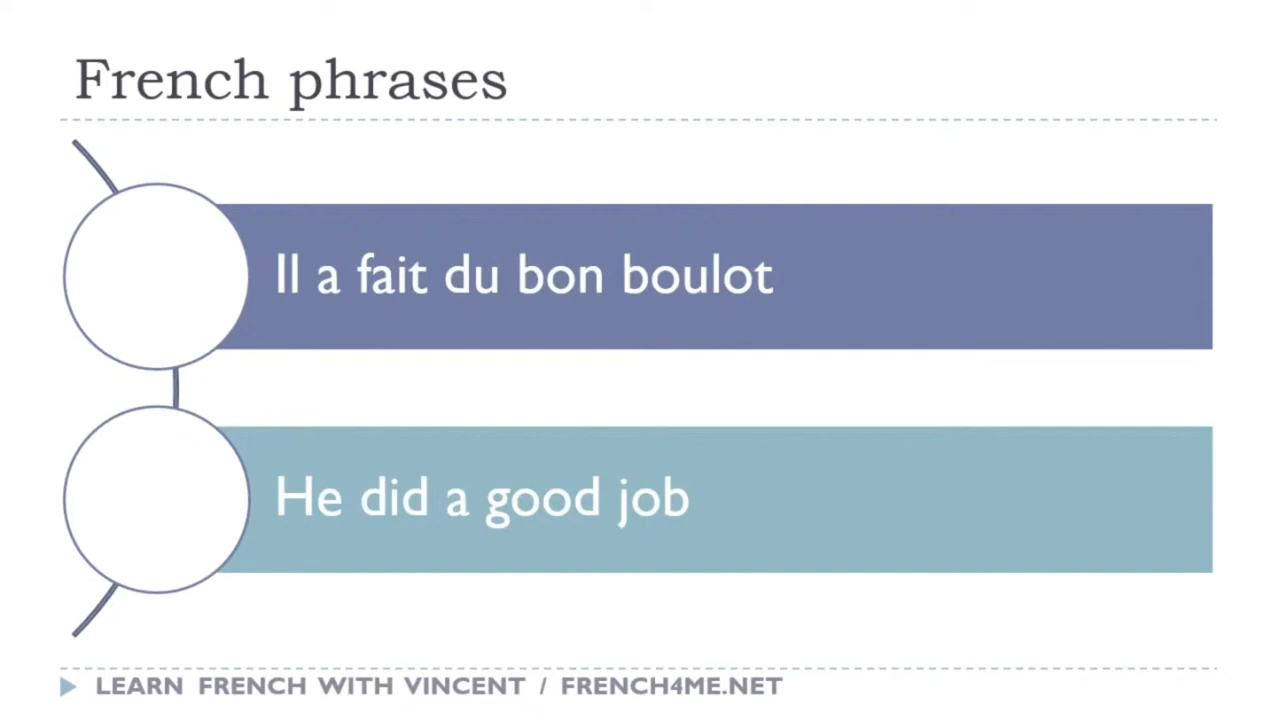 French phrases
Il a fait du bon boulot
He did a good job
LEARN FRENCH WITH VINCENT / FRENCH4ME.NET